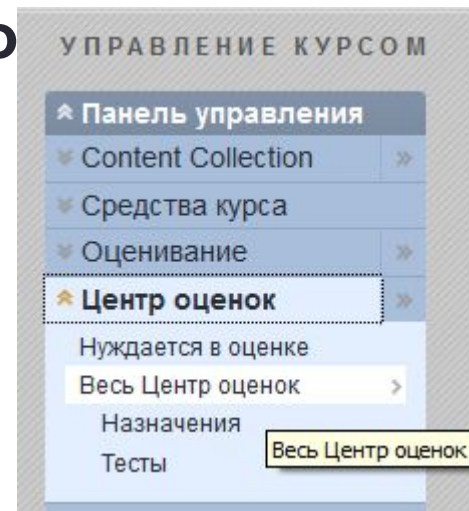 УПРАВЛЕНИЕ КУРСОМ
Панель управления
Content Collection
Средства курса
Оценивание
Центр оценок
Нуждается в оценке
Весь Центр оценок
Назначения
Тесты
Весь Центр оценок